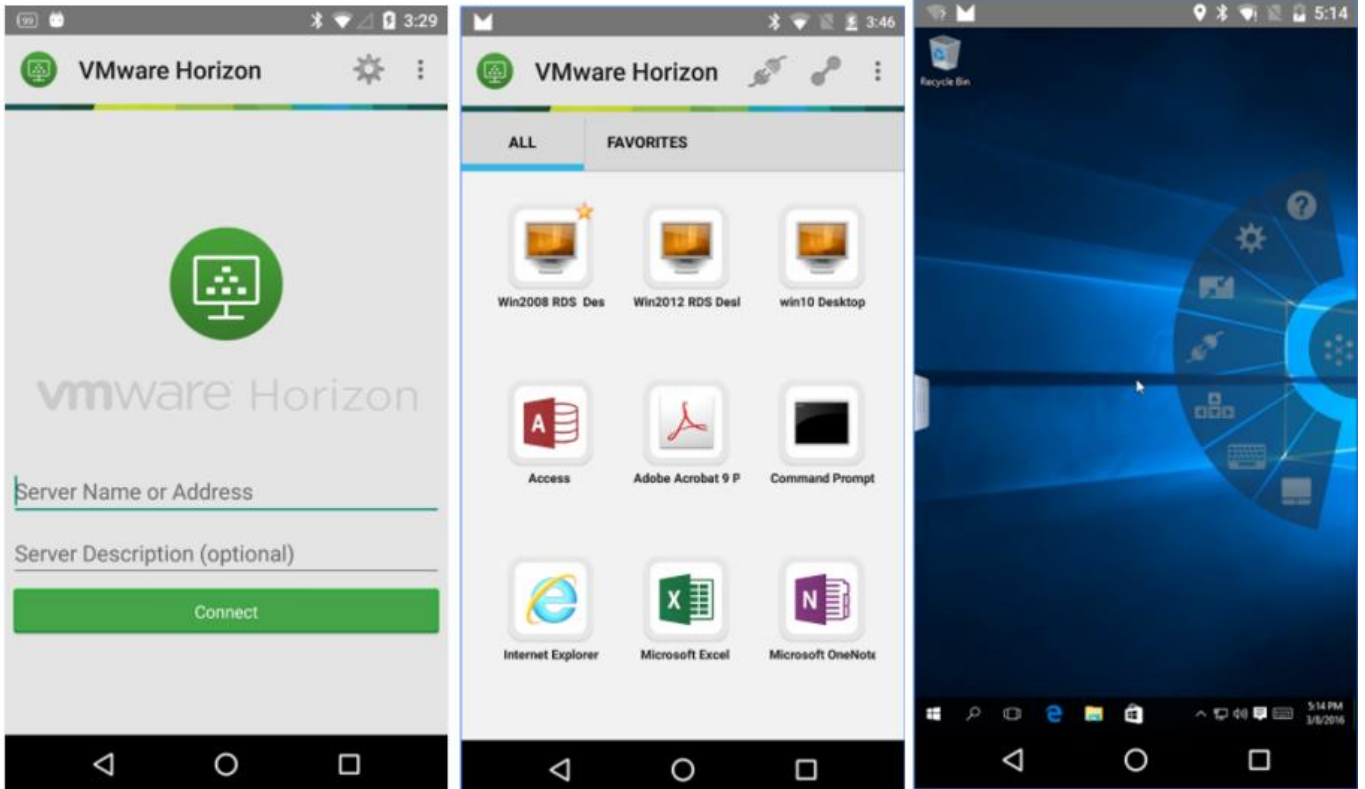 99
3:29
VMware Horizon
vmware Horizon
Server Name or Address
Server Description (optional)
Connect
3:46
VMware Horizon
ALL FAVORITES
Win2008 RDS Des Win2012 RDS Desl win10 Desktop
A
Access Adobe Acrobat 9 P Command Prompt
X N
Internet Explorer Microsoft Excel Microsoft OneNote
5:14
Recycle Bin
?
A
5:14 PM
3/8/2016